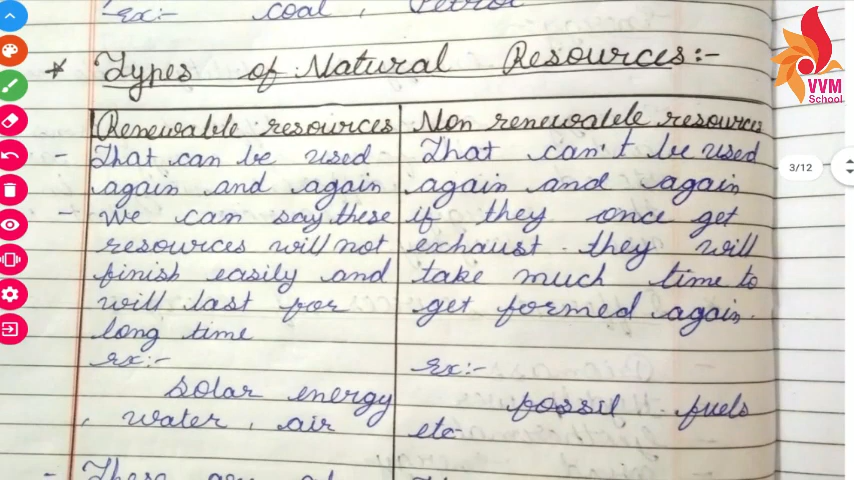 ex:- coal, Petrol
* Types of Natural Resources:-
Renewable resources
- That can be used
again and again
- We can say these
resources will not
finish easily and
will last for
long time
ex:-
solar energy
, water, air
Non renewable resources
That can't be used
again and again
if they once get
exhaust. they will
take much time to
get formed again.
ex:-
fossil fuels
etc
VVM
School
3/12